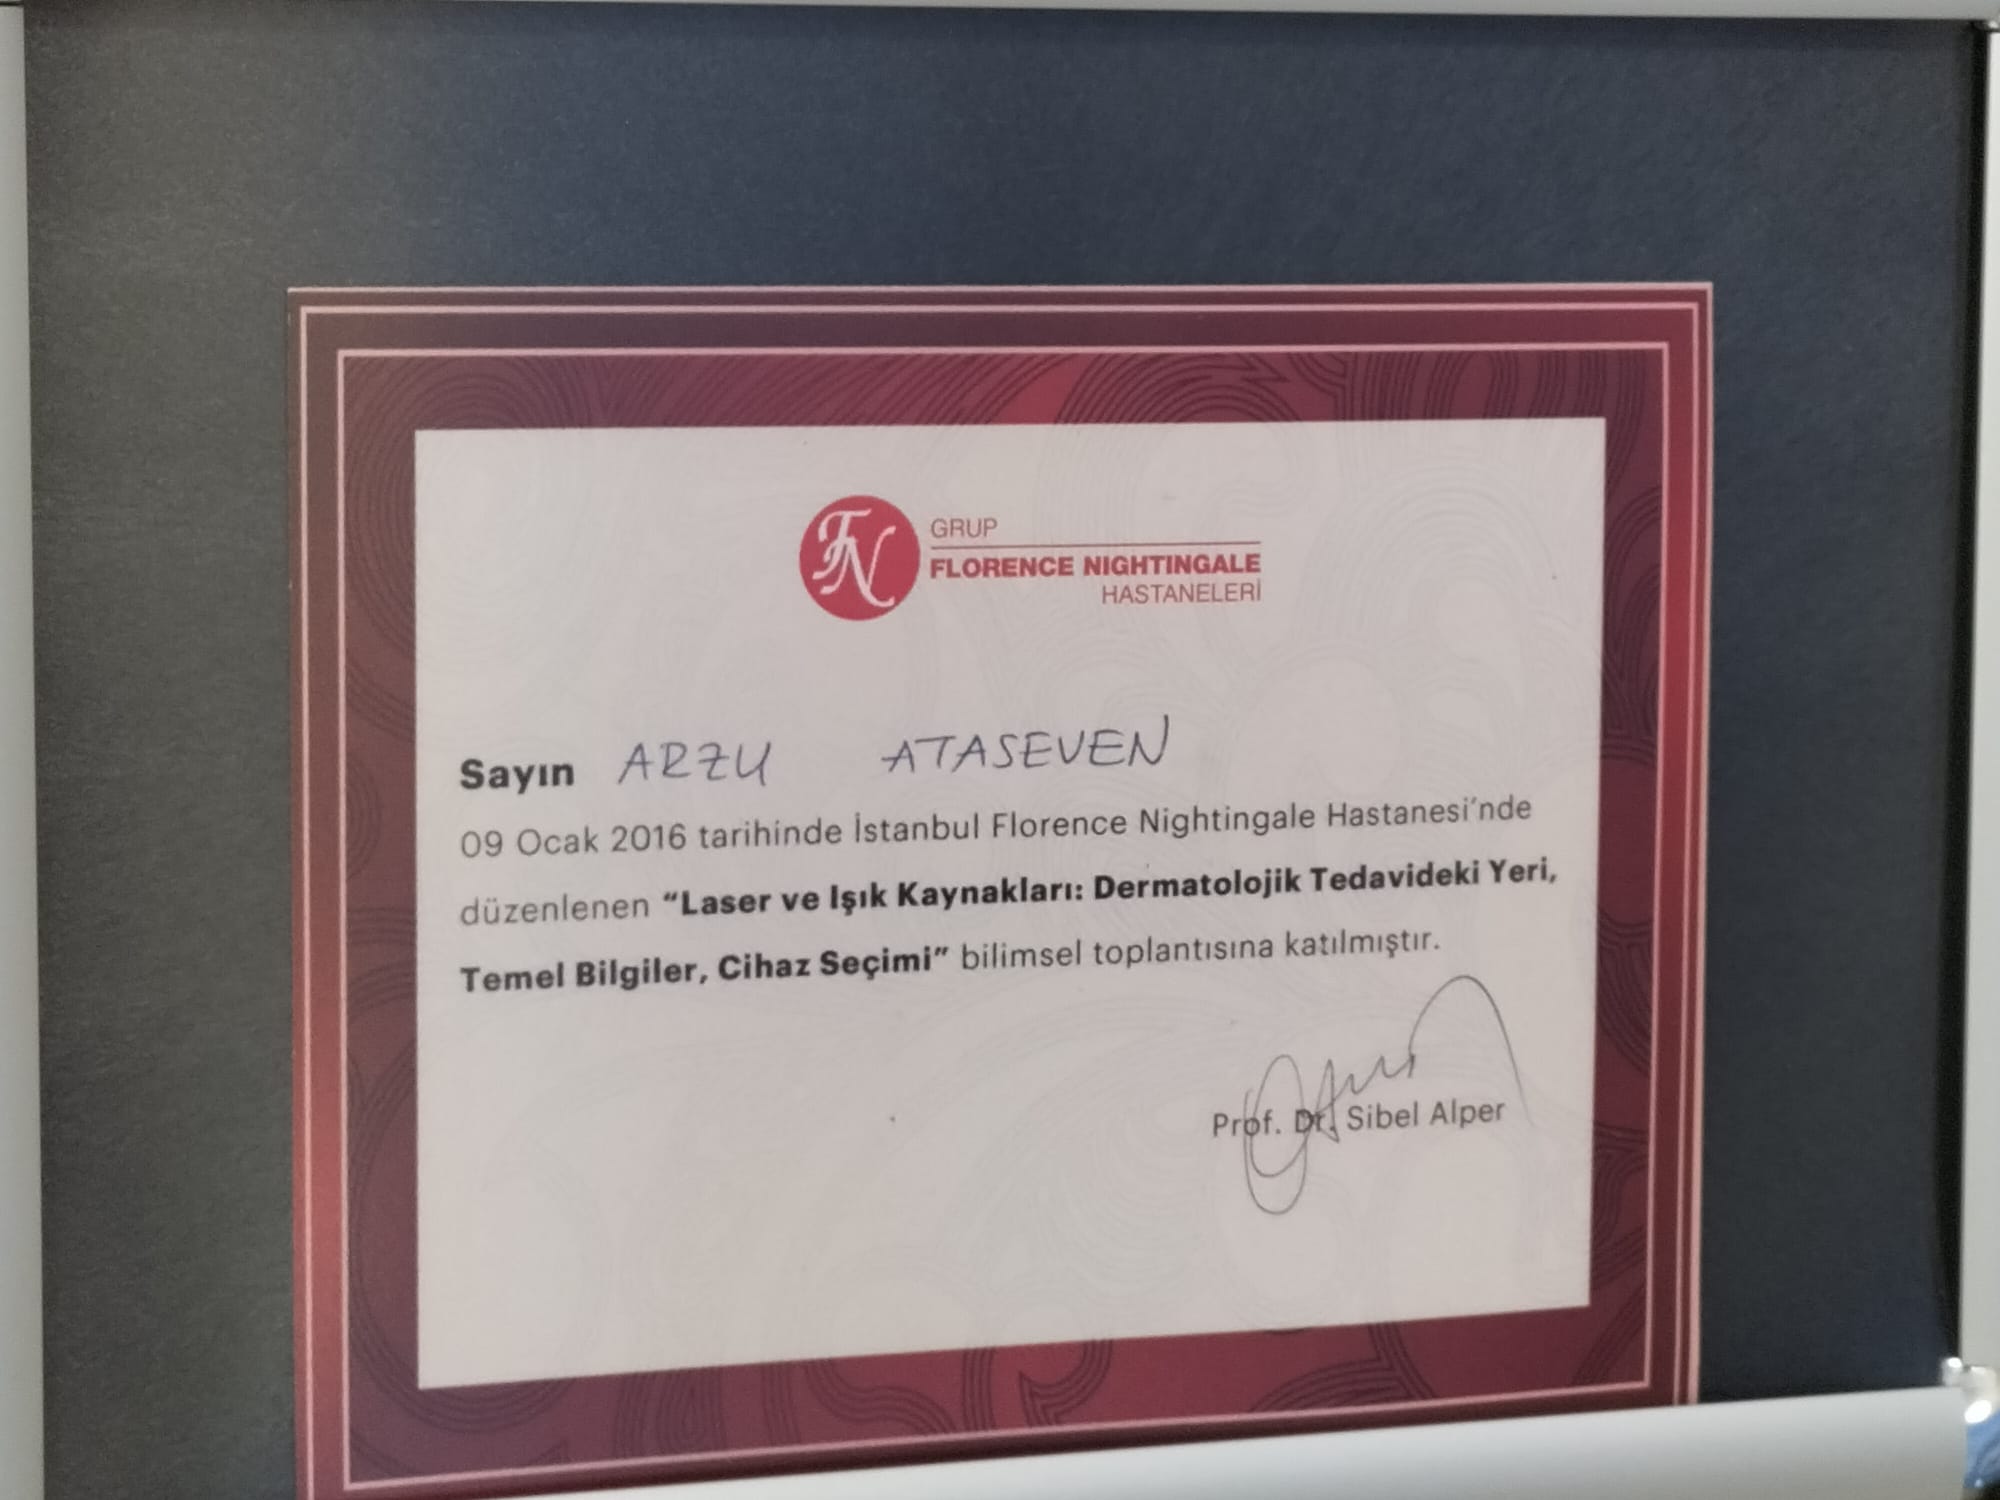 FN
GRUP
FLORENCE NIGHTINGALE
HASTANELERİ
Sayın ARZU ATASEVEN
09 Ocak 2016 tarihinde İstanbul Florence Nightingale Hastanesi'nde
düzenlenen "Laser ve Işık Kaynakları: Dermatolojik Tedavideki Yeri,
Temel Bilgiler, Cihaz Seçimi" bilimsel toplantısına katılmıştır.
Prof. Dr. Sibel Alper